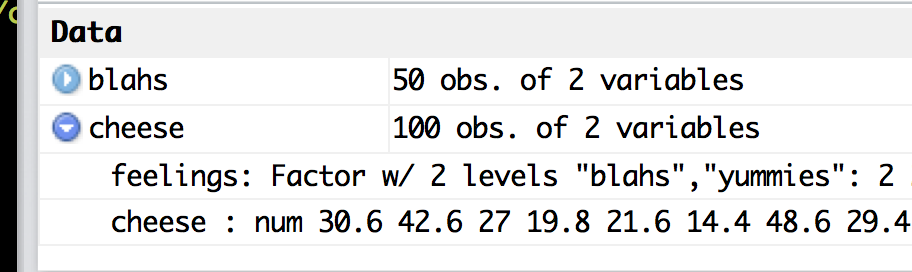 Data
blahs 50 obs. of 2 variables
cheese 100 obs. of 2 variables
feelings: Factor w/ 2 levels "blahs","yummies": 2
cheese : num 30.6 42.6 27 19.8 21.6 14.4 48.6 29.4